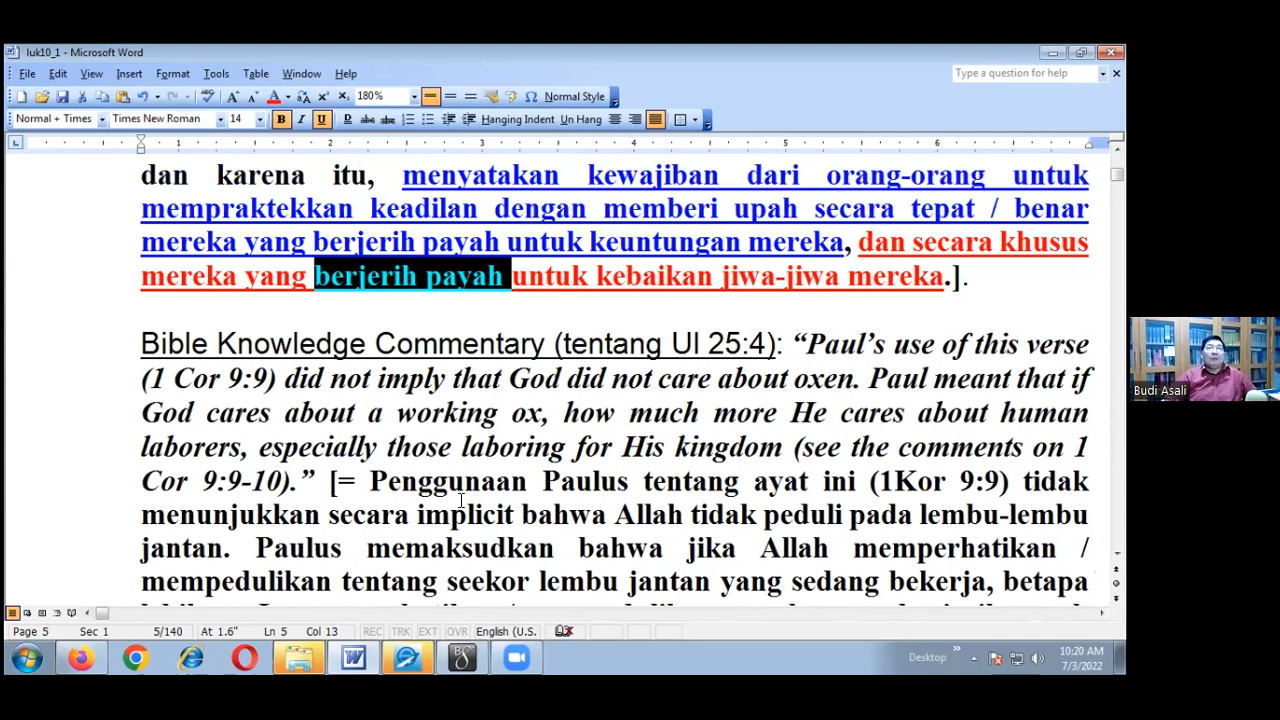 luk10_1 - Microsoft Word
File Edit View Insert Format Tools Table Window Help
Type a question for help
180% Normal Style
Normal + Times Times New Roman 14 B I U D abc abc Hanging Indent Un Hang
1 2 3 4 5 6
dan karena itu, menyatakan kewajiban dari orang-orang untuk
mempraktekkan keadilan dengan memberi upah secara tepat / benar
mereka yang berjerih payah untuk keuntungan mereka, dan secara khusus
mereka yang berjerih payah untuk kebaikan jiwa-jiwa mereka.].
Bible Knowledge Commentary (tentang Ul 25:4): “Paul’s use of this verse
(1 Cor 9:9) did not imply that God did not care about oxen. Paul meant that if
God cares about a working ox, how much more He cares about human
laborers, especially those laboring for His kingdom (see the comments on 1
Cor 9:9-10).” [= Penggunaan Paulus tentang ayat ini (1Kor 9:9) tidak
menunjukkan secara implicit bahwa Allah tidak peduli pada lembu-lembu
jantan. Paulus memaksudkan bahwa jika Allah memperhatikan /
mempedulikan tentang seekor lembu jantan yang sedang bekerja, betapa
Budi Asali
Page 5 Sec 1 5/140 At 1.6" Ln 5 Col 13 REC TRK EXT OVR English (U.S.
Desktop »
10:20 AM
7/3/2022